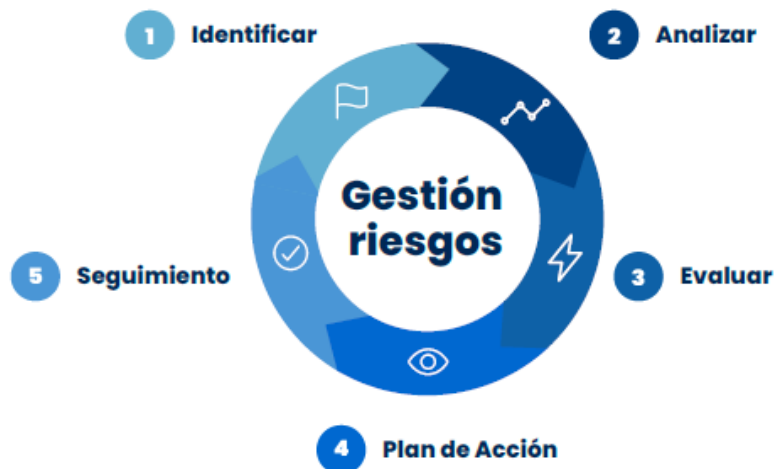 1 Identificar
2 Analizar
Gestión
riesgos
5 Seguimiento
3 Evaluar
4 Plan de Acción